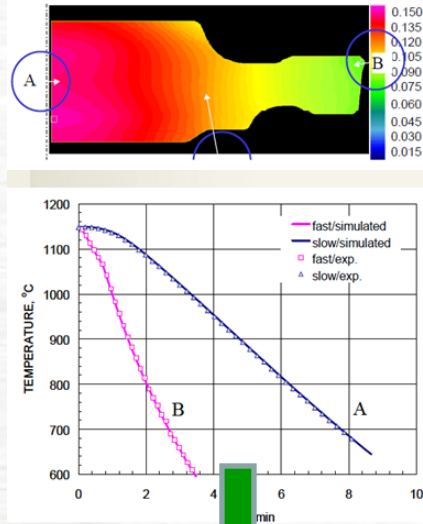 0.150
0.135
0.120
0.105
0.090
0.075
0.060
0.045
0.030
0.015
A
B
1200
1100
1000
900
800
700
600
TEMPERATURE, °C
fast/simulated
slow/simulated
fast/exp.
slow/exp.
B
A
0 2 4 6 8 10
min